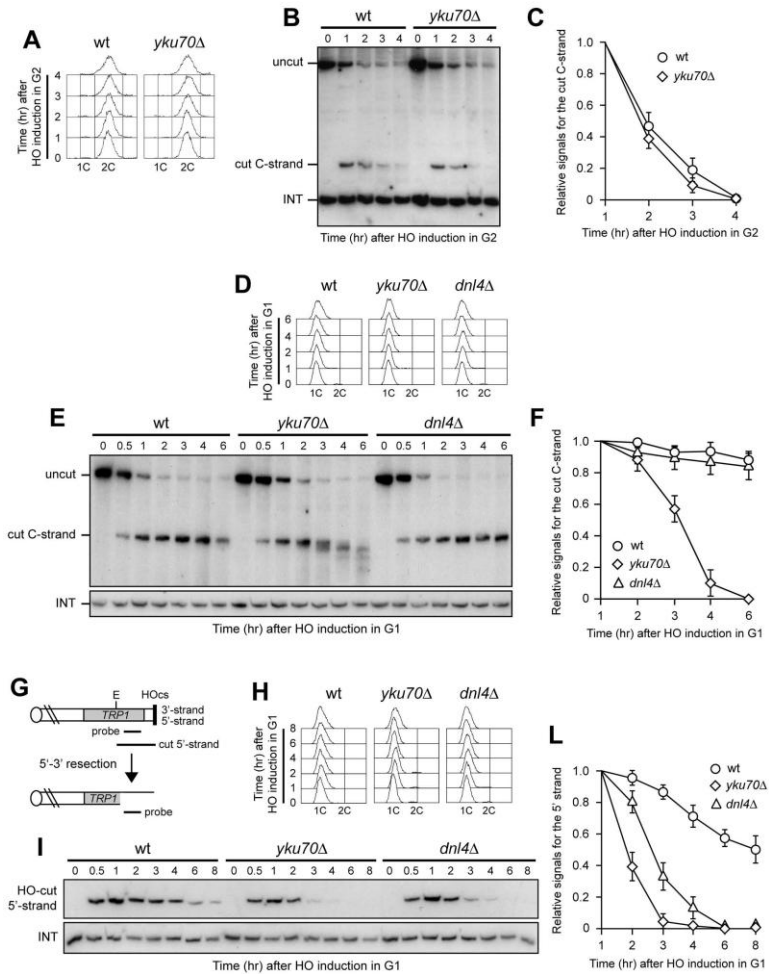 A
wt
yku70Δ
Time (hr) after
HO induction in G2
4
3
2
1
0
1C 2C 1C 2C
B
wt yku70Δ
0 1 2 3 4 0 1 2 3 4
uncut
cut C-strand
INT
Time (hr) after HO induction in G2
C
Relative signals for the cut C-strand
1.0
0.8
0.6
0.4
0.2
0
wt
yku70Δ
1 2 3 4
Time (hr) after HO induction in G2
D
wt yku70Δ dnl4Δ
Time (hr) after
HO induction in G1
6
4
2
1
0
1C 2C 1C 2C 1C 2C
E
wt yku70Δ dnl4Δ
0 0.5 1 2 3 4 6 0 0.5 1 2 3 4 6 0 0.5 1 2 3 4 6
uncut
cut C-strand
INT
Time (hr) after HO induction in G1
F
Relative signals for the cut C-strand
1.0
0.8
0.6
0.4
0.2
0
wt
yku70Δ
dnl4Δ
1 2 3 4 6
Time (hr) after HO induction in G1
G
E HOcs
TRP1
3'-strand
5'-strand
probe
cut 5'-strand
5'-3' resection
TRP1
probe
H
wt yku70Δ dnl4Δ
Time (hr) after
HO induction in G1
8
6
4
2
1
0
1C 2C 1C 2C 1C 2C
I
wt yku70Δ dnl4Δ
0 0.5 1 2 3 4 6 8 0 0.5 1 2 3 4 6 8 0 0.5 1 2 3 4 6 8
HO-cut
5'-strand
INT
Time (hr) after HO induction in G1
L
Relative signals for the 5' strand
1.0
0.8
0.6
0.4
0.2
0
wt
yku70Δ
dnl4Δ
1 2 3 4 6 8
Time (hr) after HO induction in G1